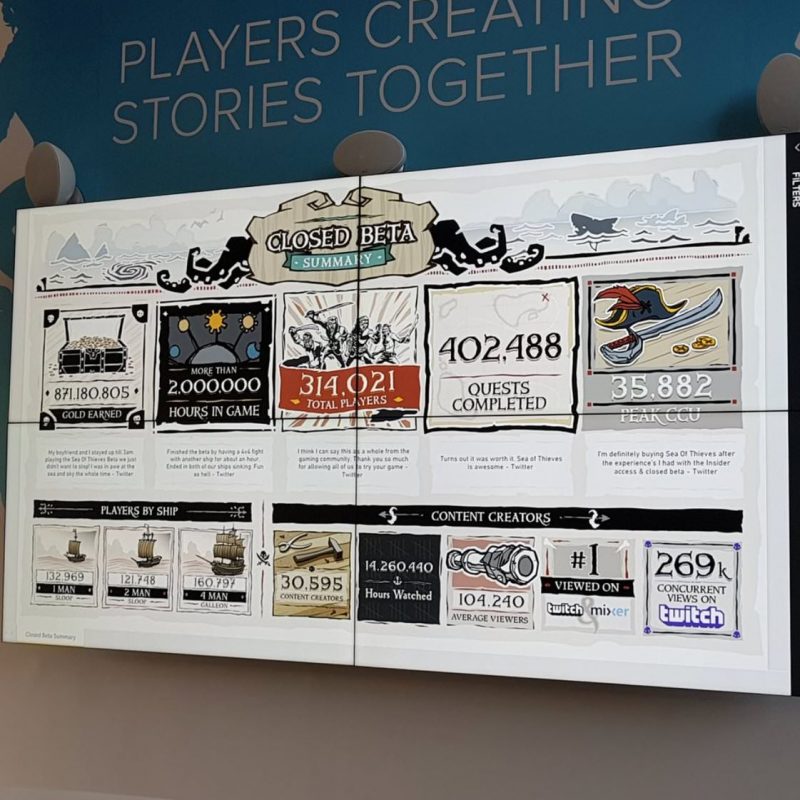 PLAYERS CREATING
STORIES TOGETHER
FILTERS
CLOSED BETA
SUMMARY
871,180,805
GOLD EARNED
MORE THAN
2,000,000
HOURS IN GAME
314,021
TOTAL PLAYERS
402,488
QUESTS
COMPLETED
35,882
PEAK CCU
My boyfriend and I stayed up till 3am
playing the Sea Of Thieves Beta we just
didn't want to stop! I was in awe at the
sea and sky the whole time - Twitter
Finished the beta by having a 4v4 fight
with another ship for about an hour.
Ended in both of our ships sinking. Fun
as hell - Twitter
I think I can say this as a whole from the
gaming community. Thank you so much
for allowing all of us to try your game -
Twitter
Turns out it was worth it. Sea of Thieves
is awesome - Twitter
I'm definitely buying Sea Of Thieves after
the experience's I had with the Insider
access & closed beta - Twitter
PLAYERS BY SHIP
132,969
1 MAN
SLOOP
121,748
2 MAN
SLOOP
160,797
4 MAN
GALLEON
CONTENT CREATORS
30,595
CONTENT CREATORS
14,260,440
Hours Watched
104,240
AVERAGE VIEWERS
#1
VIEWED ON
twitch & mixer
269k
CONCURRENT
VIEWS ON
twitch
Closed Beta Summary